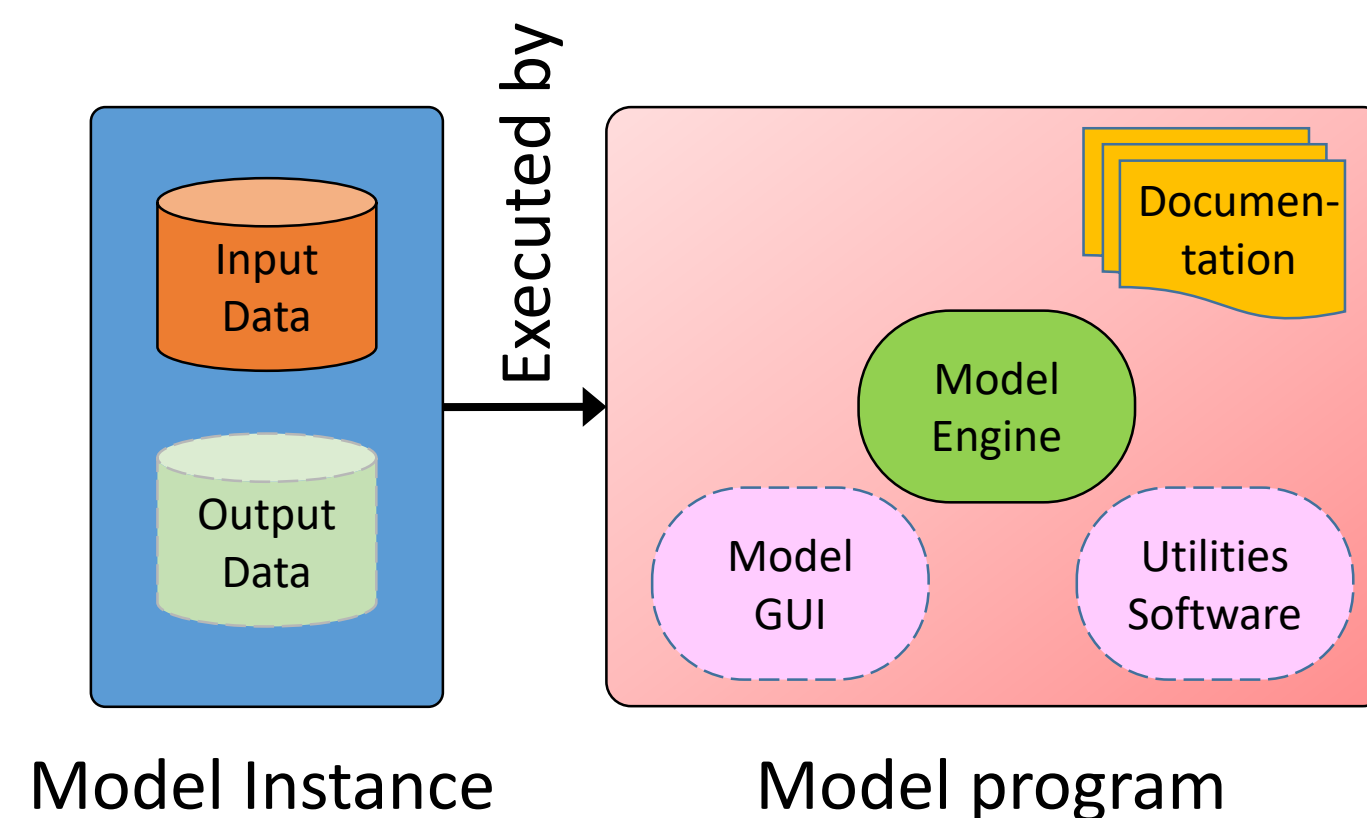 Executed by
Input
Data
Output
Data
Documen-
tation
Model
Engine
Model
GUI
Utilities
Software
Model Instance
Model program